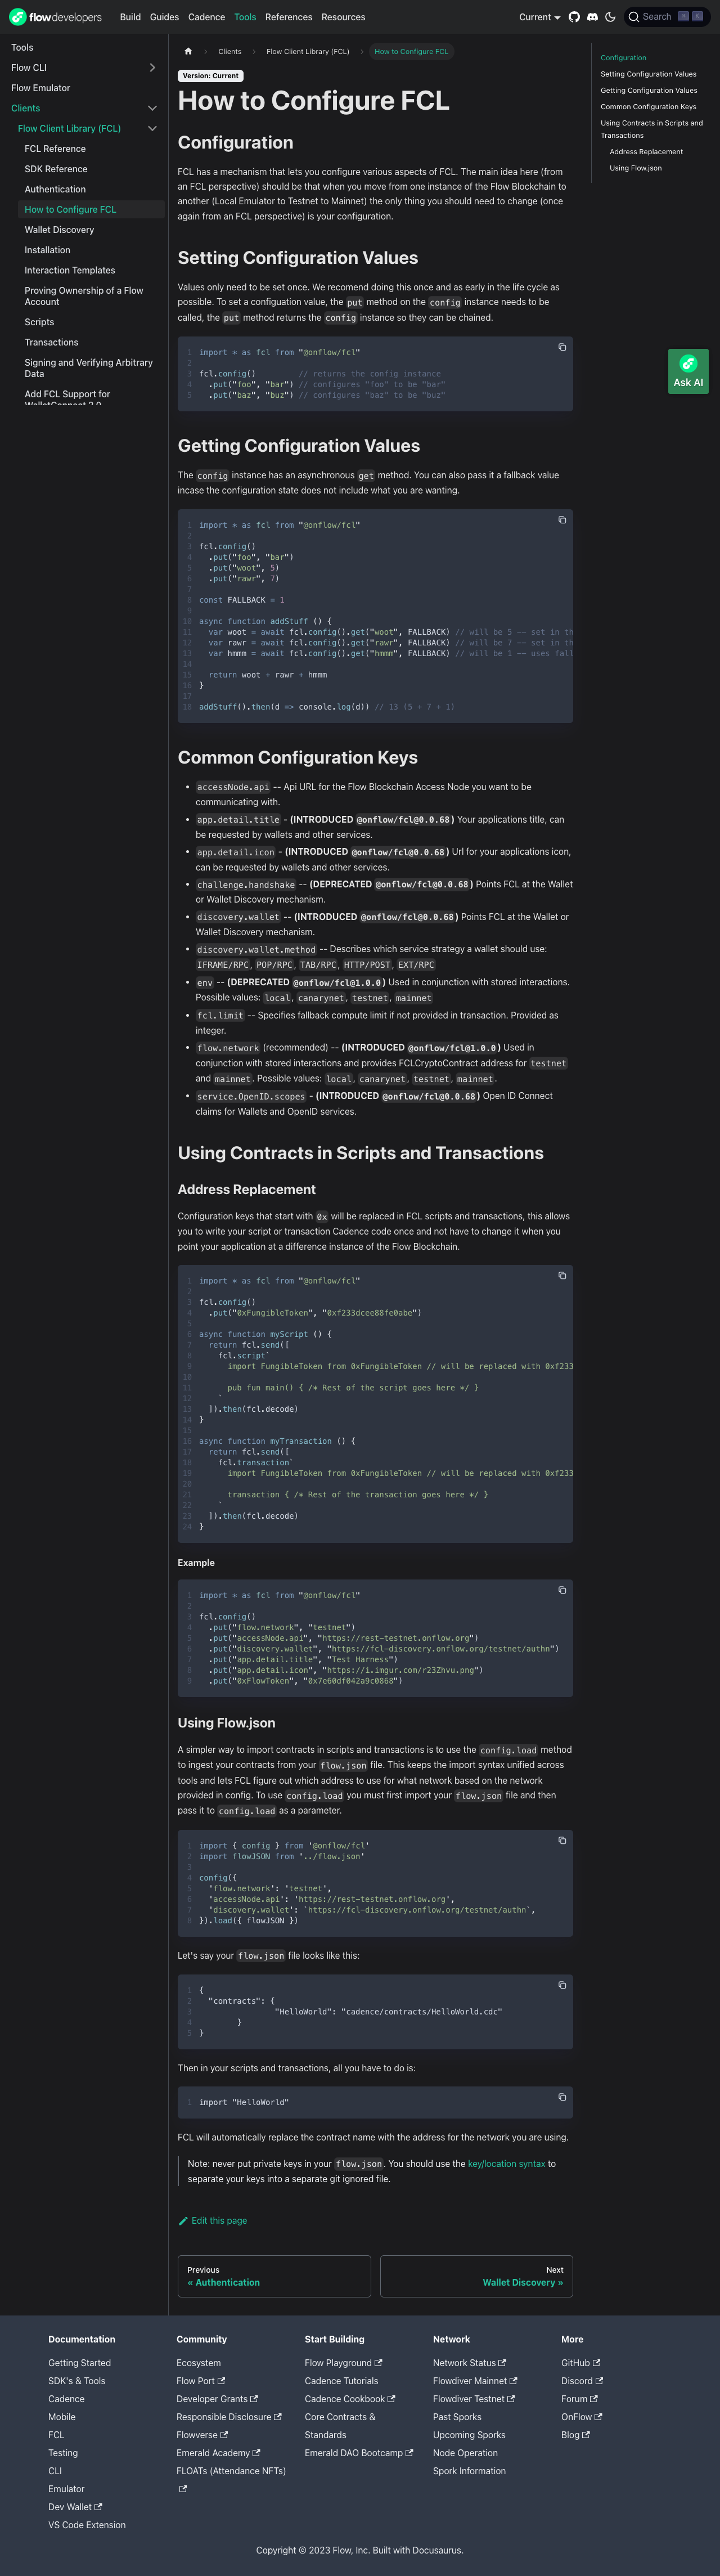 flow developers
Build
Guides
Cadence
Tools
References
Resources
Current
Search
Tools
Flow CLI
Flow Emulator
Clients
Flow Client Library (FCL)
FCL Reference
SDK Reference
Authentication
How to Configure FCL
Wallet Discovery
Installation
Interaction Templates
Proving Ownership of a Flow
Account
Scripts
Transactions
Signing and Verifying Arbitrary
Data
Add FCL Support for
WalletConnect 2.0
Clients
Flow Client Library (FCL)
How to Configure FCL
Version: Current
How to Configure FCL
Configuration
FCL has a mechanism that lets you configure various aspects of FCL. The main idea here (from
an FCL perspective) should be that when you move from one instance of the Flow Blockchain to
another (Local Emulator to Testnet to Mainnet) the only thing you should need to change (once
again from an FCL perspective) is your configuration.
Setting Configuration Values
Values only need to be set once. We recomend doing this once and as early in the life cycle as
possible. To set a configuation value, the put method on the config instance needs to be
called, the put method returns the config instance so they can be chained.
1 import * as fcl from "@onflow/fcl"
2
3 fcl.config() // returns the config instance
4 .put("foo", "bar") // configures "foo" to be "bar"
5 .put("baz", "buz") // configures "baz" to be "buz"
Getting Configuration Values
The config instance has an asynchronous get method. You can also pass it a fallback value
incase the configuration state does not include what you are wanting.
1 import * as fcl from "@onflow/fcl"
2
3 fcl.config()
4 .put("foo", "bar")
5 .put("woot", 5)
6 .put("rawr", 7)
7
8 const FALLBACK = 1
9
10 async function addStuff () {
11 var woot = await fcl.config().get("woot", FALLBACK) // will be 5 -- set in th
12 var rawr = await fcl.config().get("rawr", FALLBACK) // will be 7 -- set in th
13 var hmmm = await fcl.config().get("hmmm", FALLBACK) // will be 1 -- uses fall
14
15 return woot + rawr + hmmm
16 }
17
18 addStuff().then(d => console.log(d)) // 13 (5 + 7 + 1)
Common Configuration Keys
• accessNode.api -- Api URL for the Flow Blockchain Access Node you want to be
communicating with.
• app.detail.title - (INTRODUCED @onflow/fcl@0.0.68) Your applications title, can
be requested by wallets and other services.
• app.detail.icon - (INTRODUCED @onflow/fcl@0.0.68) Url for your applications icon,
can be requested by wallets and other services.
• challenge.handshake -- (DEPRECATED @onflow/fcl@0.0.68) Points FCL at the Wallet
or Wallet Discovery mechanism.
• discovery.wallet -- (INTRODUCED @onflow/fcl@0.0.68) Points FCL at the Wallet or
Wallet Discovery mechanism.
• discovery.wallet.method -- Describes which service strategy a wallet should use:
IFRAME/RPC, POP/RPC, TAB/RPC, HTTP/POST, EXT/RPC
• env -- (DEPRECATED @onflow/fcl@1.0.0) Used in conjunction with stored interactions.
Possible values: local, canarynet, testnet, mainnet
• fcl.limit -- Specifies fallback compute limit if not provided in transaction. Provided as
integer.
• flow.network (recommended) -- (INTRODUCED @onflow/fcl@1.0.0) Used in
conjunction with stored interactions and provides FCLCryptoContract address for testnet
and mainnet. Possible values: local, canarynet, testnet, mainnet.
• service.OpenID.scopes - (INTRODUCED @onflow/fcl@0.0.68) Open ID Connect
claims for Wallets and OpenID services.
Using Contracts in Scripts and Transactions
Address Replacement
Configuration keys that start with 0x will be replaced in FCL scripts and transactions, this allows
you to write your script or transaction Cadence code once and not have to change it when you
point your application at a difference instance of the Flow Blockchain.
1 import * as fcl from "@onflow/fcl"
2
3 fcl.config()
4 .put("0xFungibleToken", "0xf233dcee88fe0abe")
5
6 async function myScript () {
7 return fcl.send([
8 fcl.script`
9 import FungibleToken from 0xFungibleToken // will be replaced with 0xf233
10
11 pub fun main() { /* Rest of the script goes here */ }
12 `
13 ]).then(fcl.decode)
14 }
15
16 async function myTransaction () {
17 return fcl.send([
18 fcl.transaction`
19 import FungibleToken from 0xFungibleToken // will be replaced with 0xf233
20
21 transaction { /* Rest of the transaction goes here */ }
22 `
23 ]).then(fcl.decode)
24 }
Example
1 import * as fcl from "@onflow/fcl"
2
3 fcl.config()
4 .put("flow.network", "testnet")
5 .put("accessNode.api", "https://rest-testnet.onflow.org")
6 .put("discovery.wallet", "https://fcl-discovery.onflow.org/testnet/authn")
7 .put("app.detail.title", "Test Harness")
8 .put("app.detail.icon", "https://i.imgur.com/r23Zhvu.png")
9 .put("0xFlowToken", "0x7e60df042a9c0868")
Using Flow.json
A simpler way to import contracts in scripts and transactions is to use the config.load method
to ingest your contracts from your flow.json file. This keeps the import syntax unified across
tools and lets FCL figure out which address to use for what network based on the network
provided in config. To use config.load you must first import your flow.json file and then
pass it to config.load as a parameter.
1 import { config } from '@onflow/fcl'
2 import flowJSON from '../flow.json'
3
4 config({
5 'flow.network': 'testnet',
6 'accessNode.api': 'https://rest-testnet.onflow.org',
7 'discovery.wallet': `https://fcl-discovery.onflow.org/testnet/authn`,
8 }).load({ flowJSON })
Let's say your flow.json file looks like this:
1 {
2 "contracts": {
3 "HelloWorld": "cadence/contracts/HelloWorld.cdc"
4 }
5 }
Then in your scripts and transactions, all you have to do is:
1 import "HelloWorld"
FCL will automatically replace the contract name with the address for the network you are using.
Note: never put private keys in your flow.json. You should use the key/location syntax to
separate your keys into a separate git ignored file.
Edit this page
Previous
« Authentication
Next
Wallet Discovery »
Configuration
Setting Configuration Values
Getting Configuration Values
Common Configuration Keys
Using Contracts in Scripts and
Transactions
Address Replacement
Using Flow.json
Ask AI
Documentation
Getting Started
SDK's & Tools
Cadence
Mobile
FCL
Testing
CLI
Emulator
Dev Wallet
VS Code Extension
Community
Ecosystem
Flow Port
Developer Grants
Responsible Disclosure
Flowverse
Emerald Academy
FLOATs (Attendance NFTs)
Start Building
Flow Playground
Cadence Tutorials
Cadence Cookbook
Core Contracts &
Standards
Emerald DAO Bootcamp
Network
Network Status
Flowdiver Mainnet
Flowdiver Testnet
Past Sporks
Upcoming Sporks
Node Operation
Spork Information
More
GitHub
Discord
Forum
OnFlow
Blog
Copyright © 2023 Flow, Inc. Built with Docusaurus.